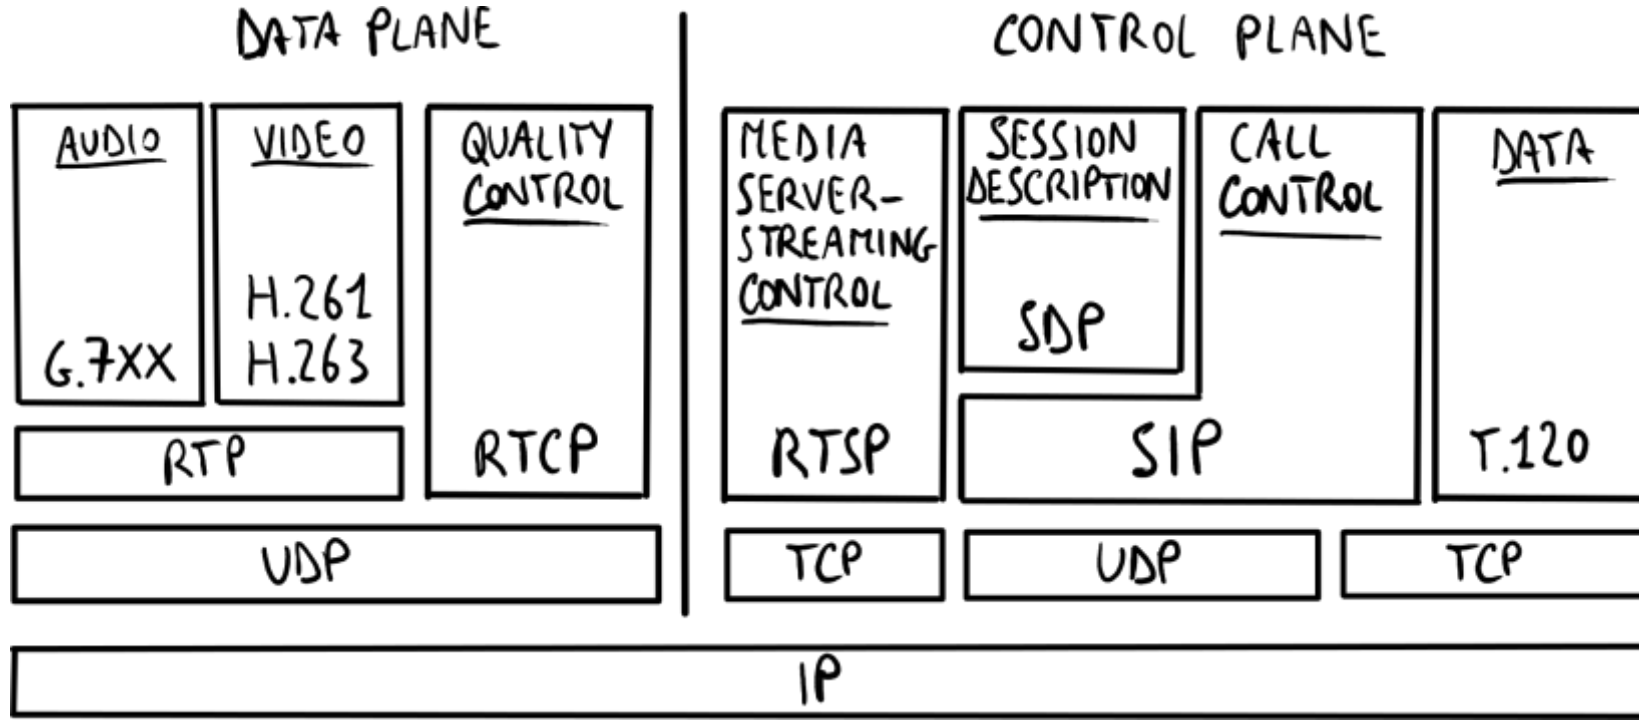 DATA PLANE
CONTROL PLANE
AUDIO
G.7XX
VIDEO
H.261
H.263
RTP
QUALITY
CONTROL
RTCP
UDP
MEDIA
SERVER-
STREAMING
CONTROL
RTSP
SESSION
DESCRIPTION
SDP
CALL
CONTROL
SIP
DATA
T.120
TCP
UDP
TCP
IP